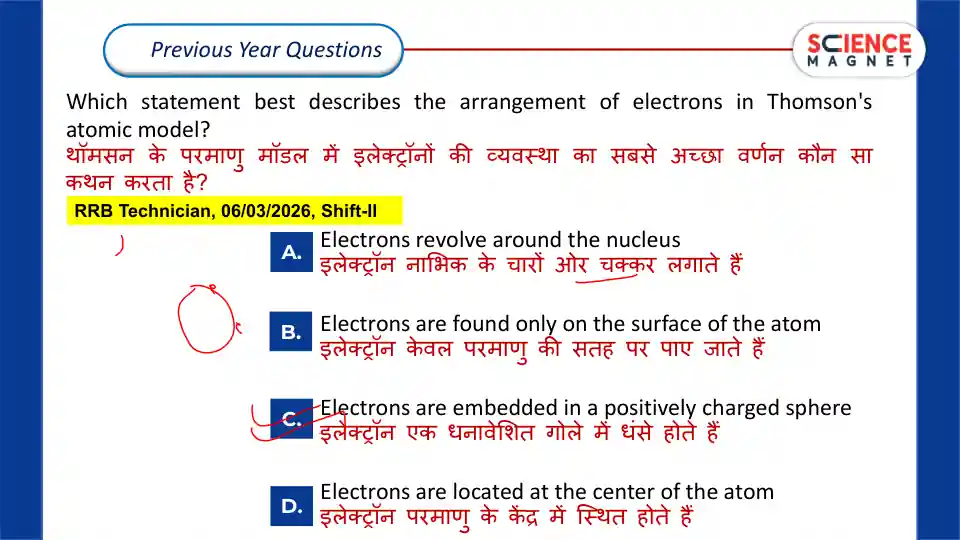 Previous Year Questions
SCIENCE
MAGNET
Which statement best describes the arrangement of electrons in Thomson's
atomic model?
थॉमसन के परमाणु मॉडल में इलेक्ट्रॉनों की व्यवस्था का सबसे अच्छा वर्णन कौन सा
कथन करता है?
RRB Technician, 06/03/2026, Shift-II
A. Electrons revolve around the nucleus
इलेक्ट्रॉन नाभिक के चारों ओर चक्कर लगाते हैं
B. Electrons are found only on the surface of the atom
इलेक्ट्रॉन केवल परमाणु की सतह पर पाए जाते हैं
C. Electrons are embedded in a positively charged sphere
इलेक्ट्रॉन एक धनावेशित गोले में धंसे होते हैं
D. Electrons are located at the center of the atom
इलेक्ट्रॉन परमाणु के केंद्र में स्थित होते हैं